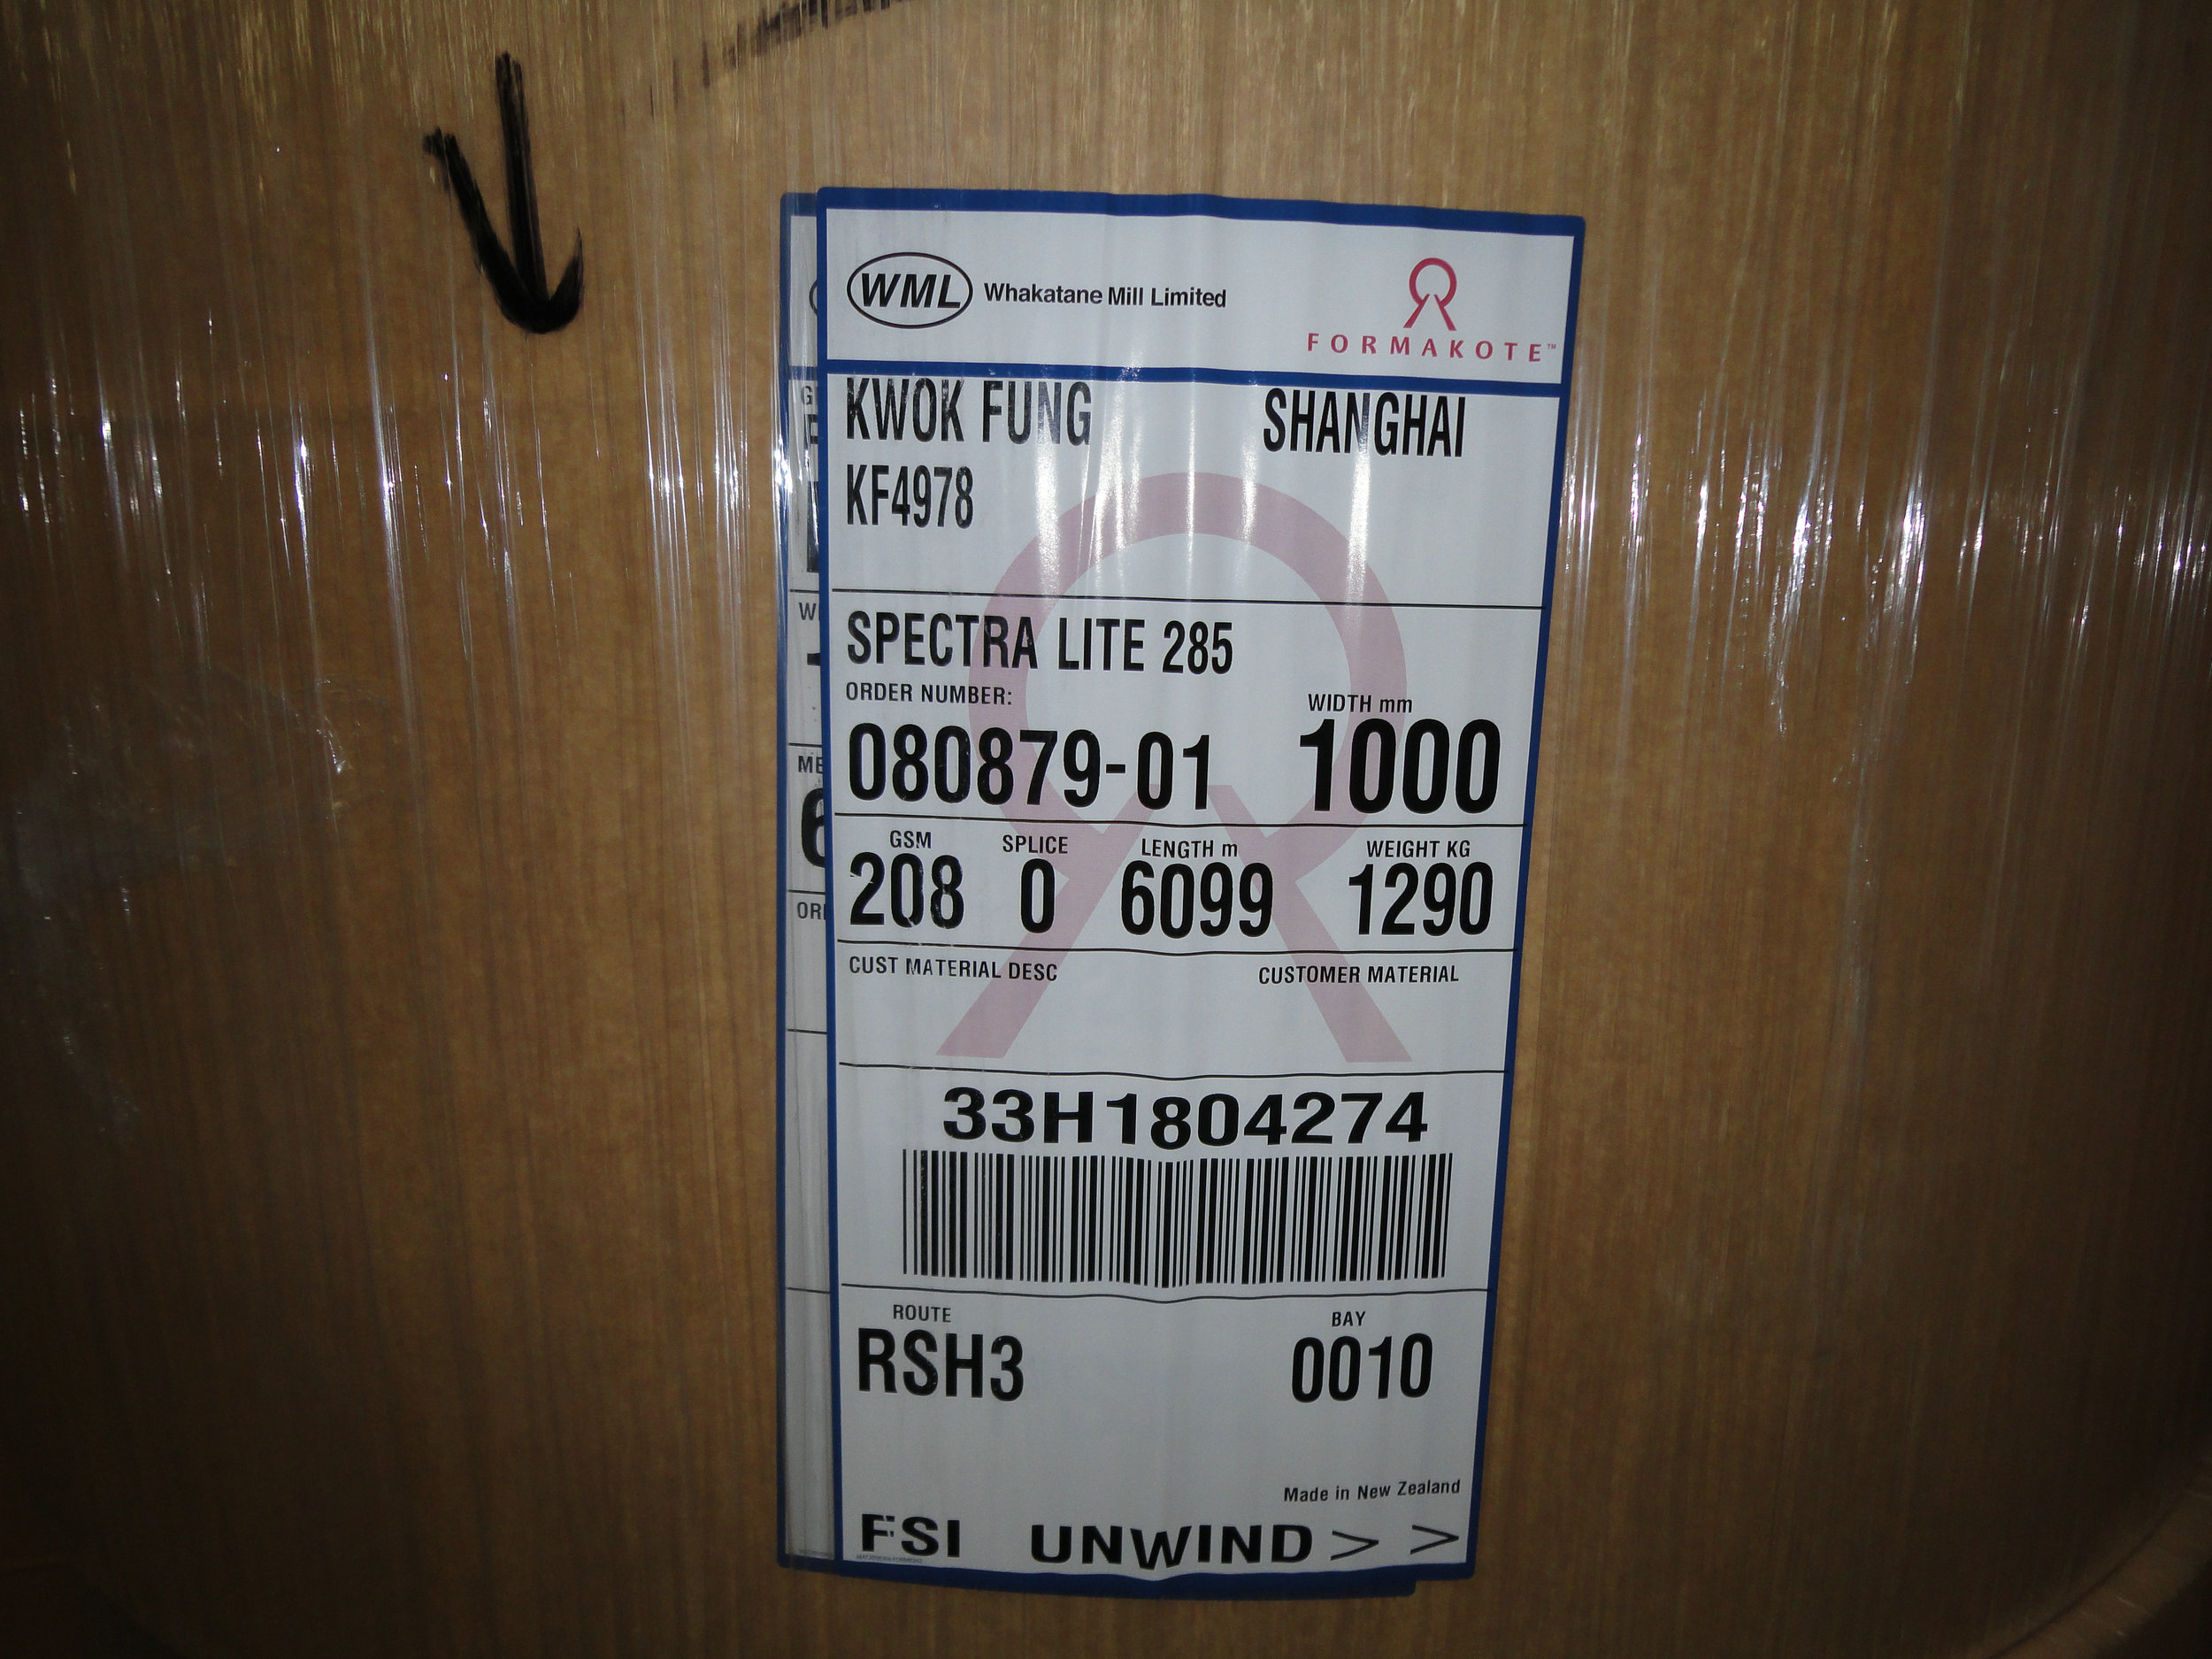 WML Whakatane Mill Limited
FORMAKOTE™
KWOK FUNG SHANGHAI
KF4978
SPECTRA LITE 285
ORDER NUMBER: WIDTH mm
080879-01 1000
GSM SPLICE LENGTH m WEIGHT KG
208 0 6099 1290
CUST MATERIAL DESC CUSTOMER MATERIAL
33H1804274
ROUTE BAY
RSH3 0010
Made in New Zealand
FSI UNWIND > >